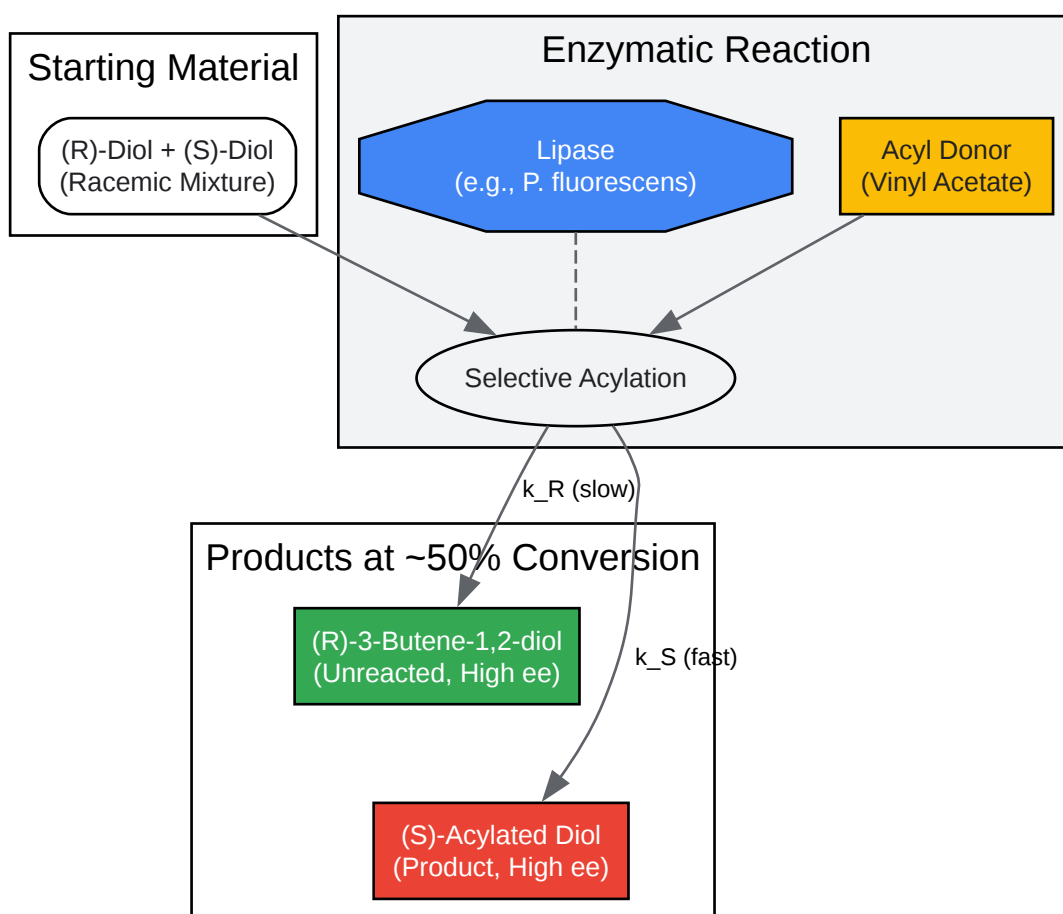 Starting Material
(R)-Diol + (S)-Diol
(Racemic Mixture)
Enzymatic Reaction
Lipase
(e.g., P. fluorescens)
Acyl Donor
(Vinyl Acetate)
Selective Acylation
k_R (slow)
Products at ~50% Conversion
(R)-3-Butene-1,2-diol
(Unreacted, High ee)
k_S (fast)
(S)-Acylated Diol
(Product, High ee)